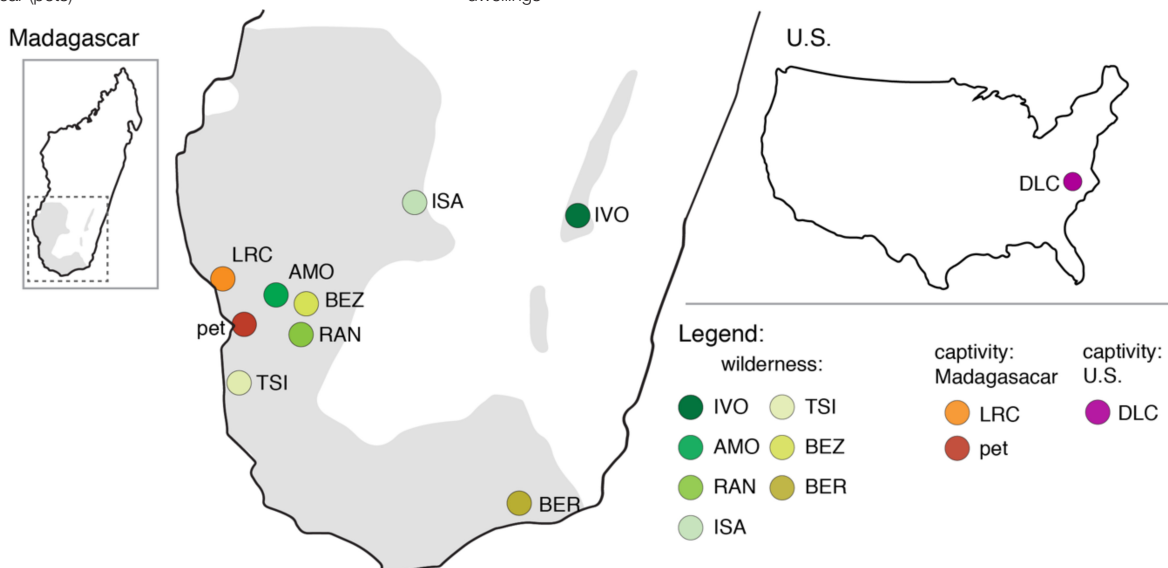 dwellings
Madagascar
U.S.
DLC
ISA
IVO
LRC
AMO
BEZ
pet
RAN
TSI
BER
Legend:
wilderness:
IVO
TSI
AMO
BEZ
RAN
BER
ISA
captivity:
Madagasacar
LRC
pet
captivity:
U.S.
DLC